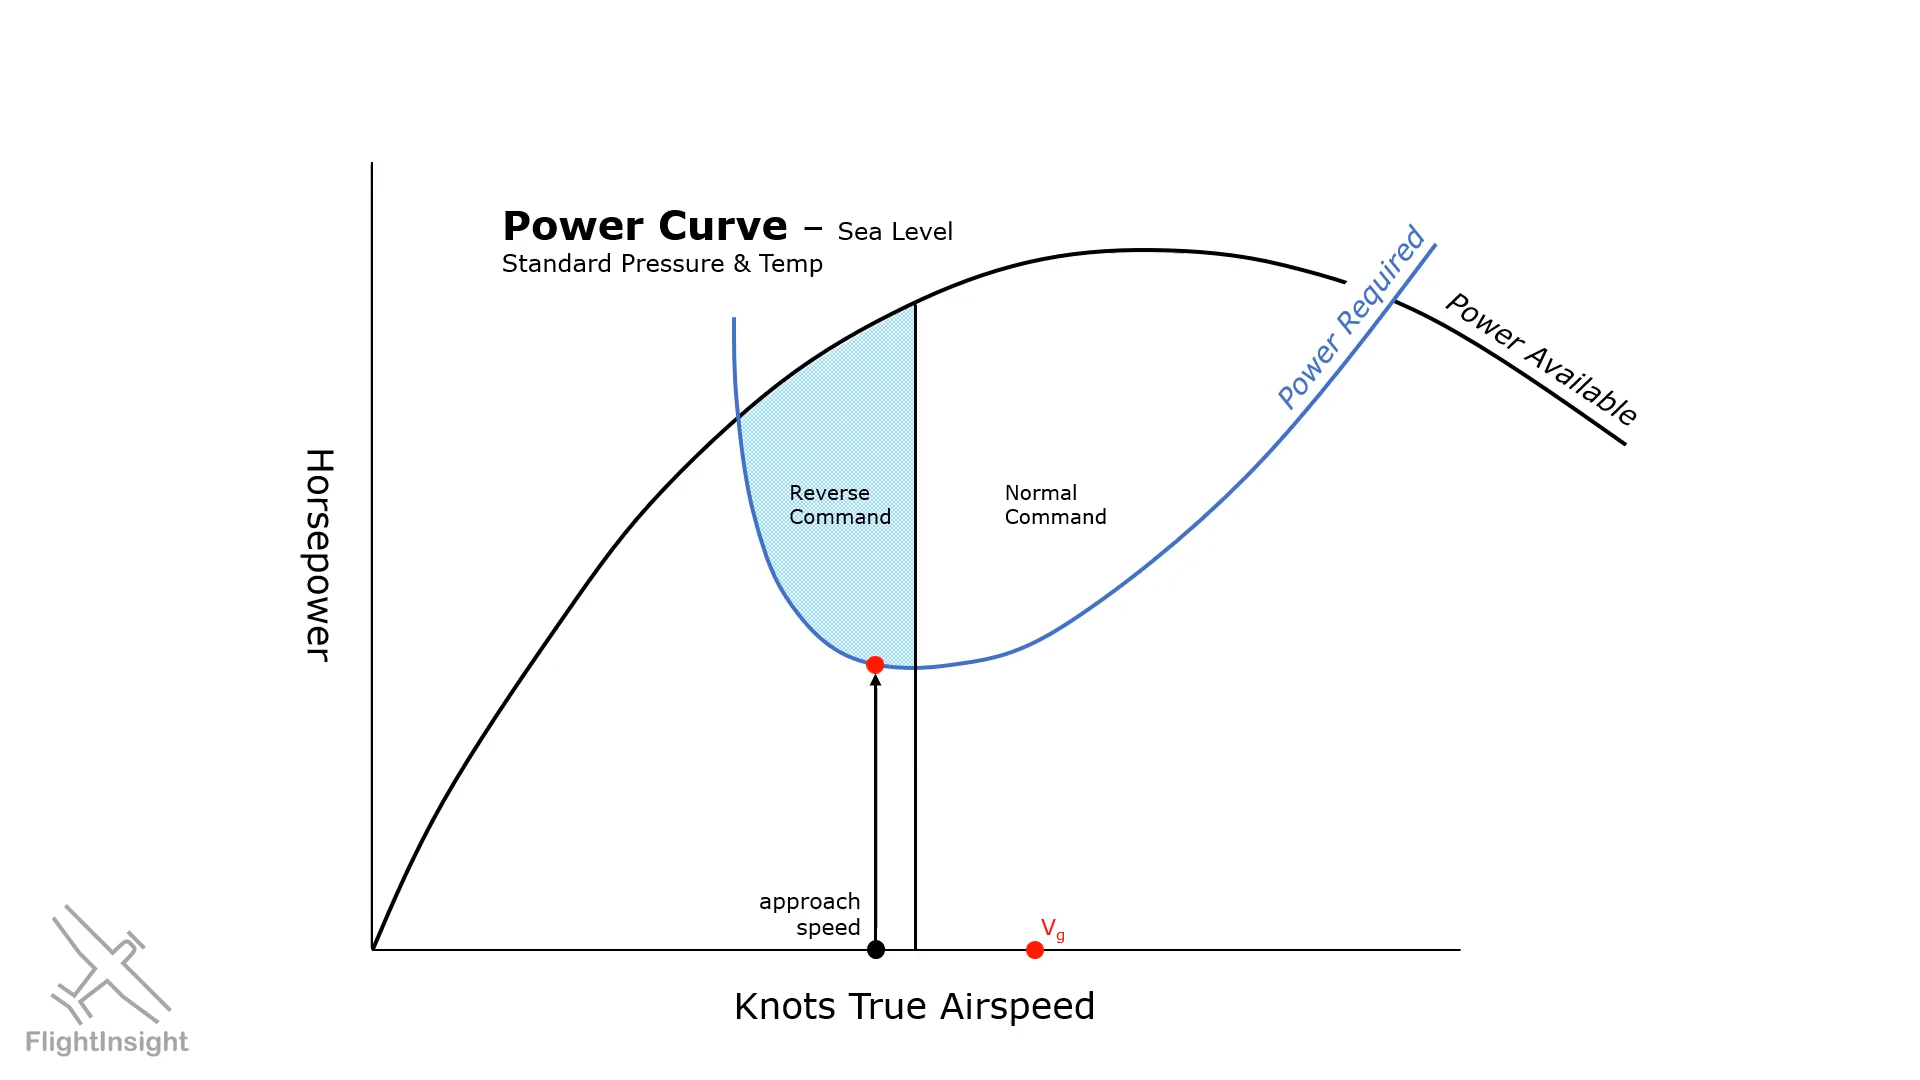 Power Curve – Sea Level
Standard Pressure & Temp
Power Required
Power Available
Horsepower
Reverse
Command
Normal
Command
approach
speed
Vg
Knots True Airspeed
FlightInsight